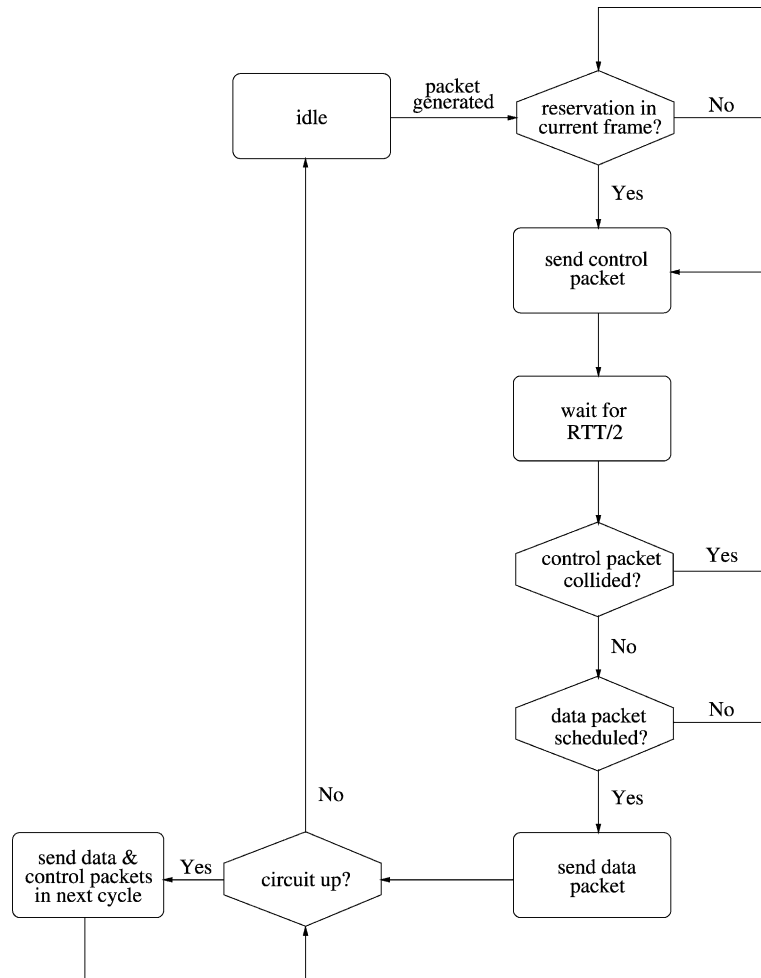 idle
packet
generated
reservation in
current frame?
No
Yes
send control
packet
wait for
RTT/2
control packet
collided?
Yes
No
data packet
scheduled?
No
Yes
send data
packet
circuit up?
No
Yes
send data &
control packets
in next cycle